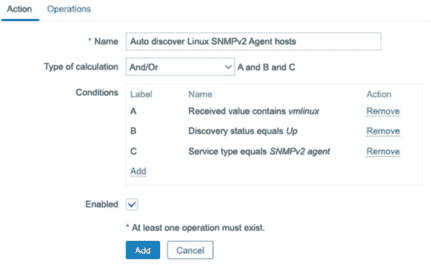 Action Operations
* Name Auto discover Linux SNMPv2 Agent hosts
Type of calculation And/Or A and B and C
Conditions Label Name Action
A Received value contains vmlinux Remove
B Discovery status equals Up Remove
C Service type equals SNMPv2 agent Remove
Add
Enabled
* At least one operation must exist.
Add Cancel